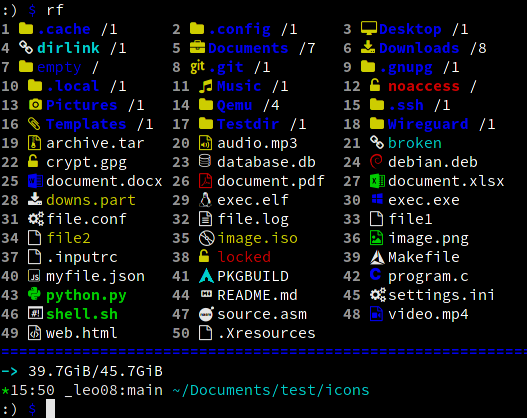 :) $ rf
1 .cache /1 2 .config /1 3 Desktop /1
4 dirlink /1 5 Documents /7 6 Downloads /8
7 empty / 8 git .git /1 9 .gnupg /1
10 .local /1 11 Music /1 12 noaccess /
13 Pictures /1 14 Qemu /4 15 .ssh /1
16 Templates /1 17 Testdir /1 18 Wireguard /1
19 archive.tar 20 audio.mp3 21 broken
22 crypt.gpg 23 database.db 24 debian.deb
25 document.docx 26 document.pdf 27 document.xlsx
28 downs.part 29 exec.elf 30 exec.exe
31 file.conf 32 file.log 33 file1
34 file2 35 image.iso 36 image.png
37 .inputrc 38 locked 39 Makefile
40 myfile.json 41 PKGBUILD 42 C program.c
43 python.py 44 README.md 45 settings.ini
46 #! shell.sh 47 source.asm 48 video.mp4
49 web.html 50 .Xresources
-> 39.7GiB/45.7GiB
*15:50 _leo08:main ~/Documents/test/icons
:) $